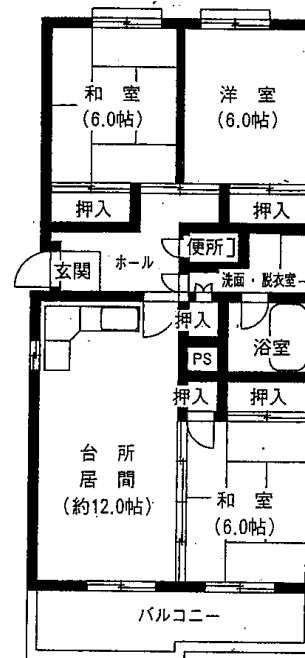 和 室
(6.0帖)
洋 室
(6.0帖)
押入
押入
便所
ホール
玄関
洗面・脱衣室
押入
浴室
PS
押入
押入
台 所
居 間
(約12.0帖)
和 室
(6.0帖)
バルコニー